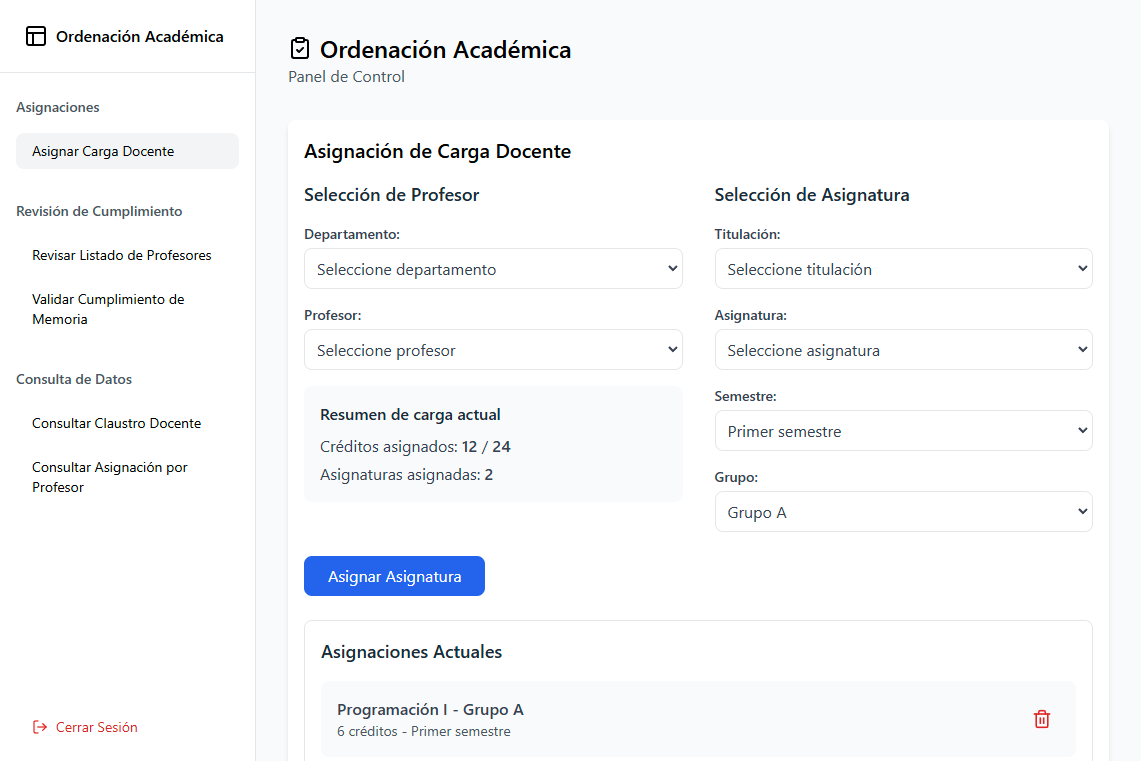 Ordenación Académica
Asignaciones
Asignar Carga Docente
Revisión de Cumplimiento
Revisar Listado de Profesores
Validar Cumplimiento de
Memoria
Consulta de Datos
Consultar Claustro Docente
Consultar Asignación por
Profesor
Cerrar Sesión
Ordenación Académica
Panel de Control
Asignación de Carga Docente
Selección de Profesor
Departamento:
Seleccione departamento
Profesor:
Seleccione profesor
Resumen de carga actual
Créditos asignados: 12 / 24
Asignaturas asignadas: 2
Selección de Asignatura
Titulación:
Seleccione titulación
Asignatura:
Seleccione asignatura
Semestre:
Primer semestre
Grupo:
Grupo A
Asignar Asignatura
Asignaciones Actuales
Programación I - Grupo A
6 créditos - Primer semestre